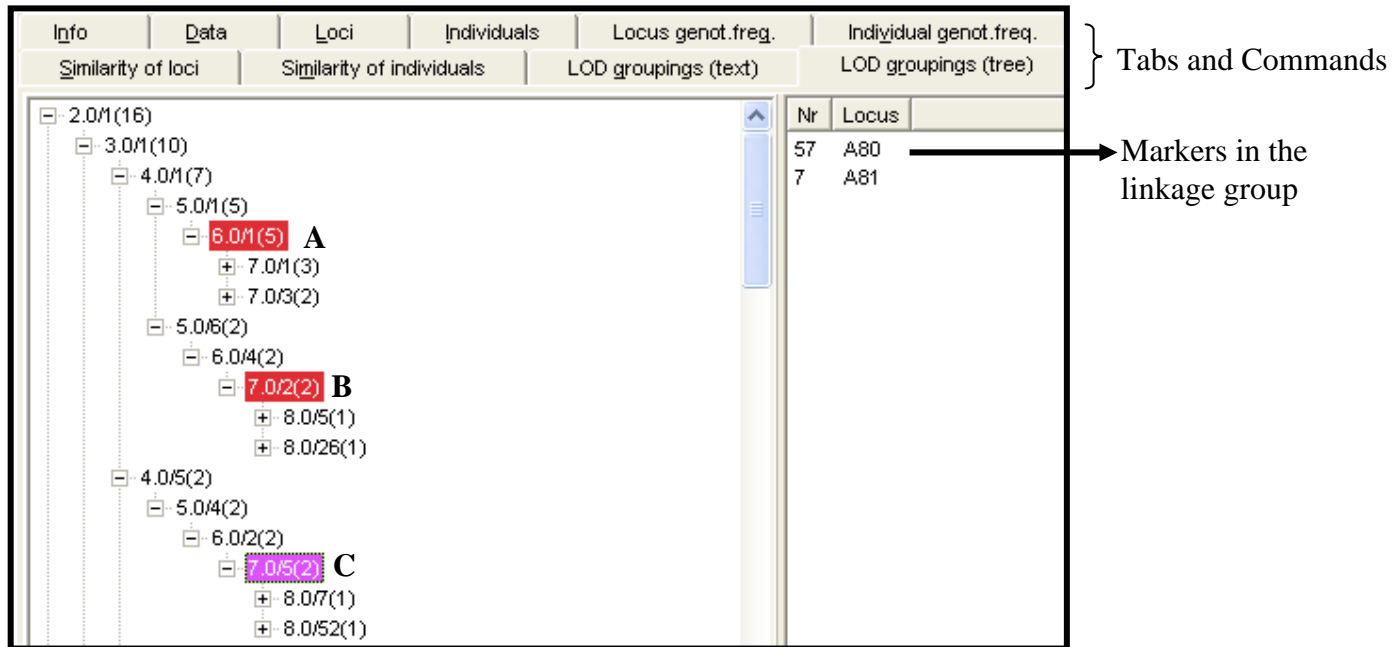 Info Data Loci Individuals Locus genot.freq. Individual genot.freq.
Similarity of loci Similarity of individuals LOD groupings (text) LOD groupings (tree)
Tabs and Commands
2.0/1(16)
3.0/1(10)
4.0/1(7)
5.0/1(5)
6.0/1(5) A
7.0/1(3)
7.0/3(2)
5.0/6(2)
6.0/4(2)
7.0/2(2) B
8.0/5(1)
8.0/26(1)
4.0/5(2)
5.0/4(2)
6.0/2(2)
7.0/5(2) C
8.0/7(1)
8.0/52(1)
Nr Locus
57 A80
7 A81
Markers in the
linkage group